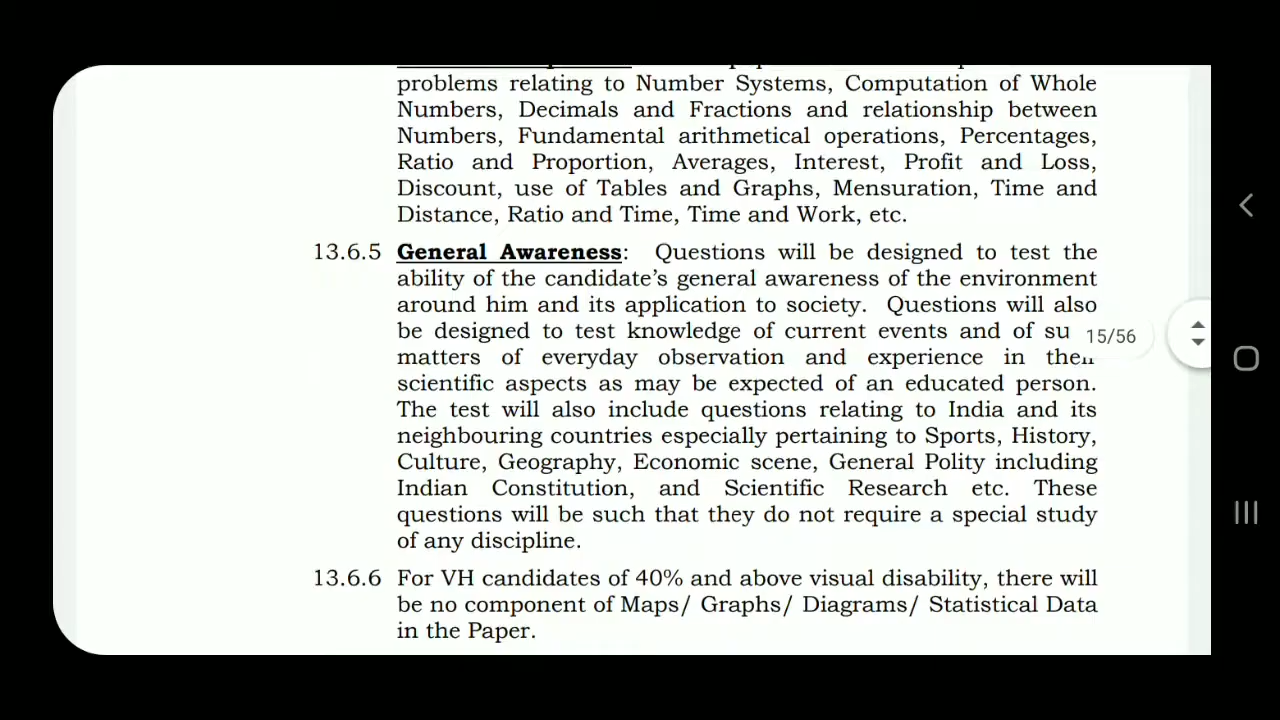 problems relating to Number Systems, Computation of Whole
Numbers, Decimals and Fractions and relationship between
Numbers, Fundamental arithmetical operations, Percentages,
Ratio and Proportion, Averages, Interest, Profit and Loss,
Discount, use of Tables and Graphs, Mensuration, Time and
Distance, Ratio and Time, Time and Work, etc.
13.6.5 General Awareness: Questions will be designed to test the
ability of the candidate's general awareness of the environment
around him and its application to society. Questions will also
be designed to test knowledge of current events and of su 15/56
matters of everyday observation and experience in their
scientific aspects as may be expected of an educated person.
The test will also include questions relating to India and its
neighbouring countries especially pertaining to Sports, History,
Culture, Geography, Economic scene, General Polity including
Indian Constitution, and Scientific Research etc. These
questions will be such that they do not require a special study
of any discipline.
13.6.6 For VH candidates of 40% and above visual disability, there will
be no component of Maps/ Graphs/ Diagrams/ Statistical Data
in the Paper.